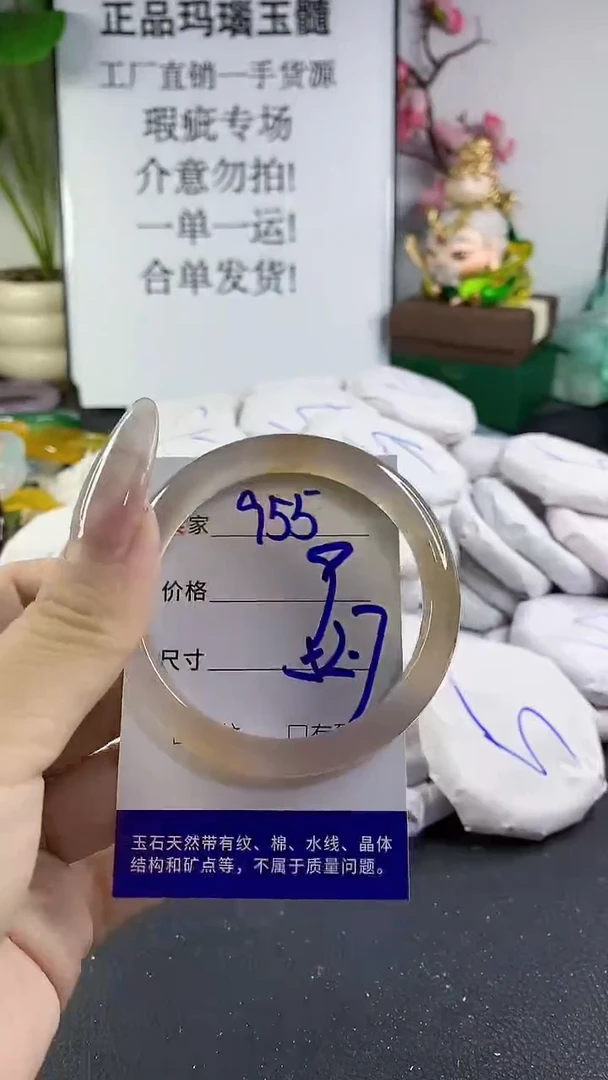 正品玛瑙玉髓
工厂直销一手货源
瑕疵专场
介意勿拍!
一单一运!
合单发货!
家 955
价格
尺寸
玉石天然带有纹、棉、水线、晶体
结构和矿点等，不属于质量问题。